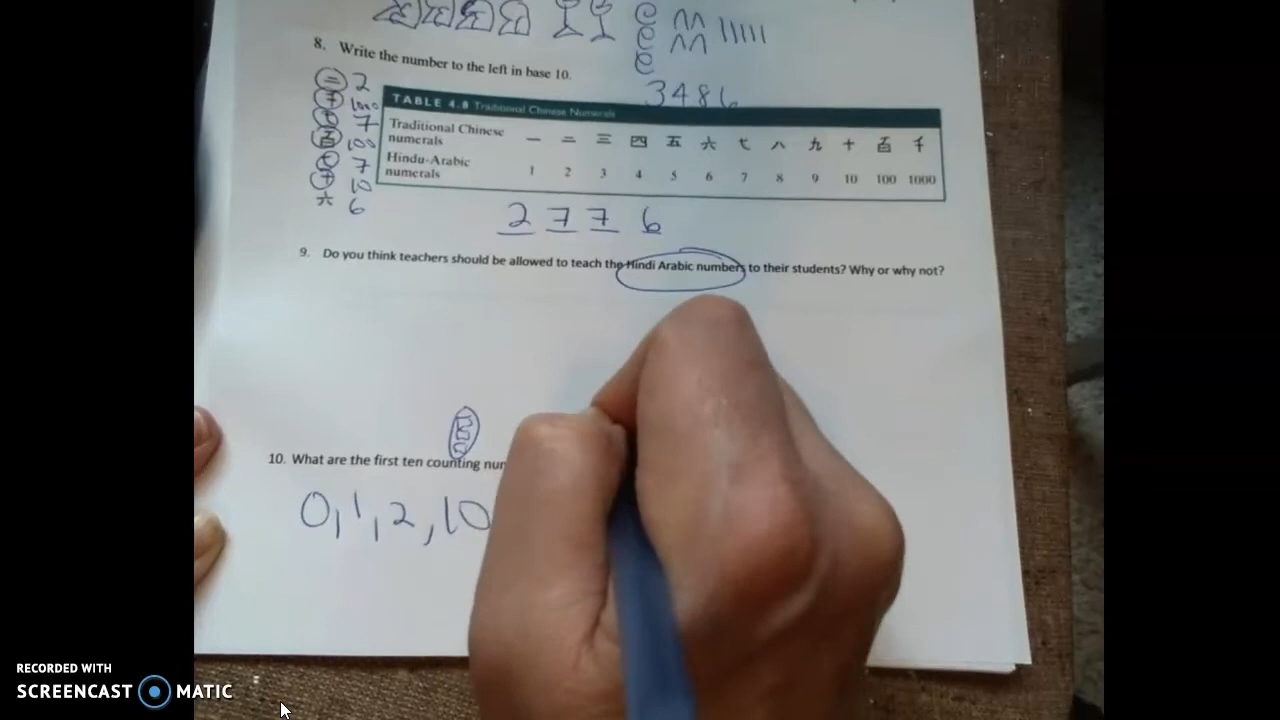 3486
8. Write the number to the left in base 10.
二 2
千 1000
七 7
百 100
七 7
十 10
六 6
TABLE 4.8 Traditional Chinese Numerals
Traditional Chinese numerals 一 二 三 四 五 六 七 八 九 十 百 千
Hindu-Arabic numerals 1 2 3 4 5 6 7 8 9 10 100 1000
2 7 7 6
9. Do you think teachers should be allowed to teach the Hindi Arabic numbers to their students? Why or why not?
10. What are the first ten counting
0, 1, 2, 10
RECORDED WITH
SCREENCAST MATIC